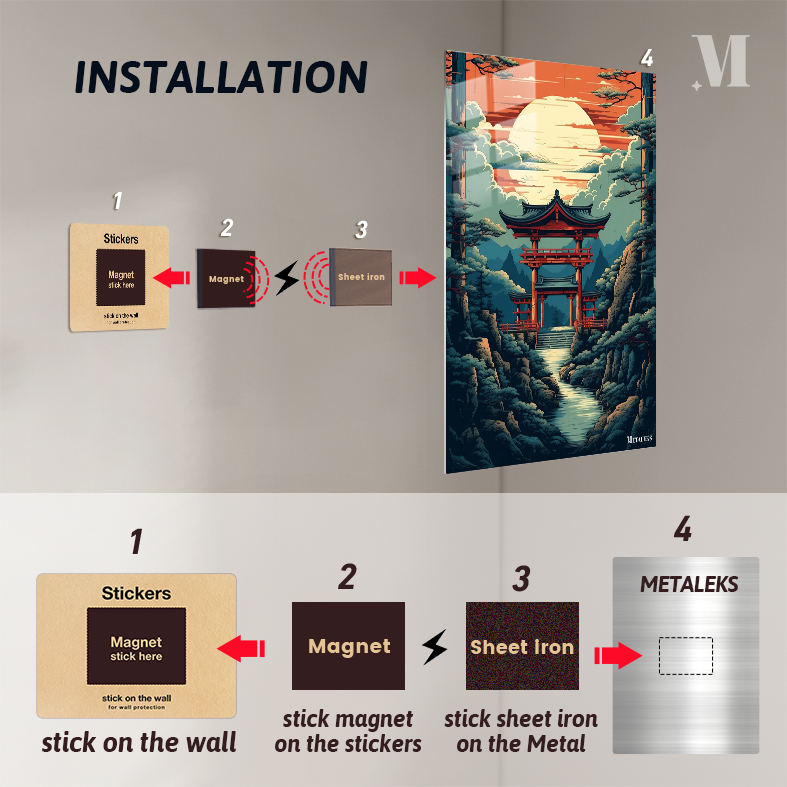 INSTALLATION
M
4
1
2
3
Stickers
Magnet
stick here
stick on the wall
for wall protection
Magnet
Sheet iron
METALEKS
1
2
3
4
Stickers
Magnet
stick here
stick on the wall
for wall protection
Magnet
Sheet iron
METALEKS
stick on the wall
stick magnet
on the stickers
stick sheet iron
on the Metal